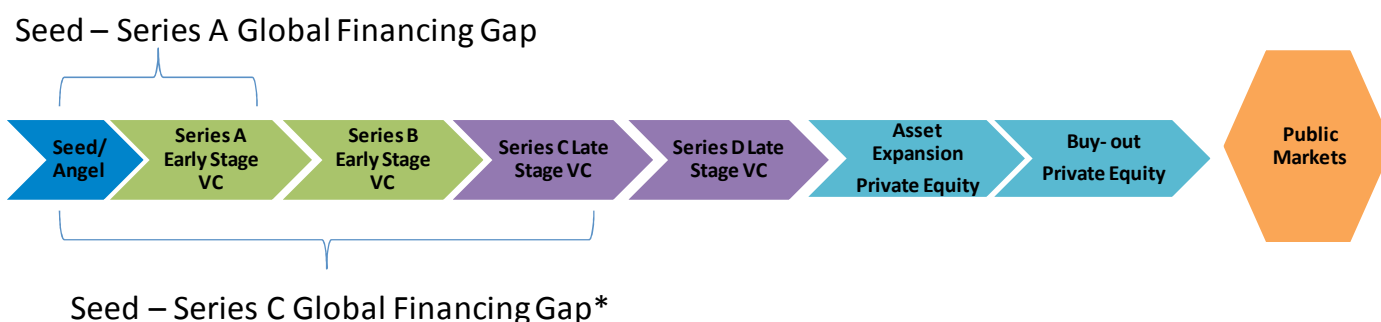 Seed – Series A Global Financing Gap
Seed/
Angel
Series A
Early Stage
VC
Series B
Early Stage
VC
Series C Late
Stage VC
Series D Late
Stage VC
Asset
Expansion
Private Equity
Buy- out
Private Equity
Public
Markets
Seed – Series C Global Financing Gap*